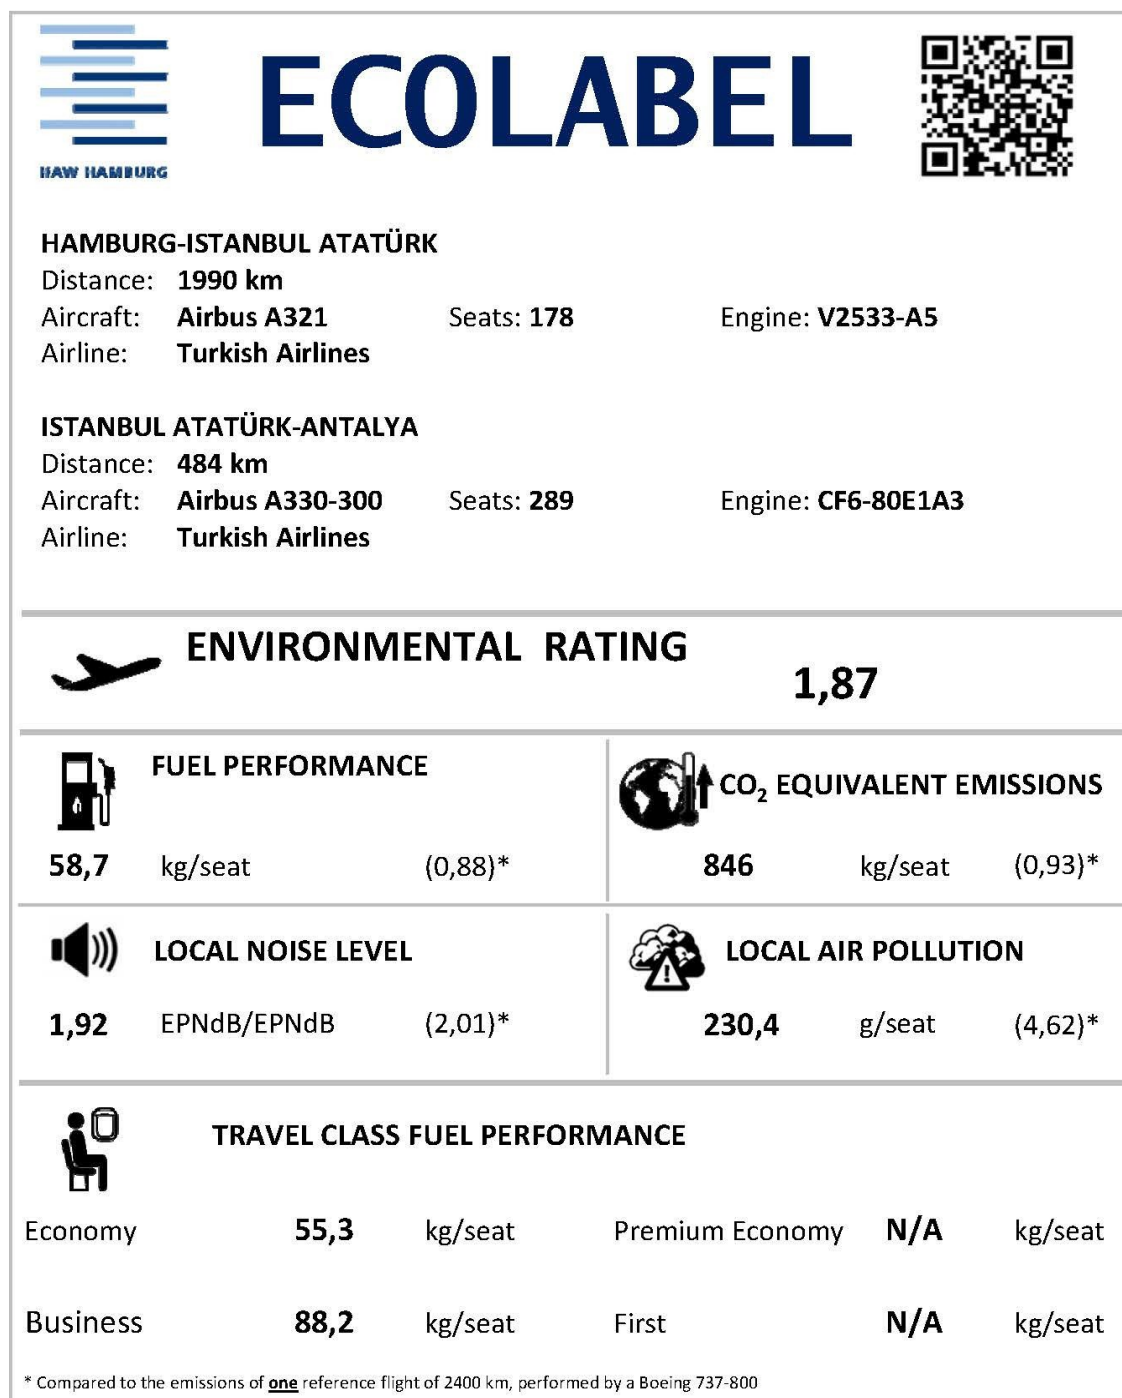 HAW HAMBURG
ECOLABEL
HAMBURG-ISTANBUL ATATÜRK
Distance: 1990 km
Aircraft: Airbus A321 Seats: 178 Engine: V2533-A5
Airline: Turkish Airlines
ISTANBUL ATATÜRK-ANTALYA
Distance: 484 km
Aircraft: Airbus A330-300 Seats: 289 Engine: CF6-80E1A3
Airline: Turkish Airlines
ENVIRONMENTAL RATING
1,87
FUEL PERFORMANCE
58,7 kg/seat (0,88)*
CO₂ EQUIVALENT EMISSIONS
846 kg/seat (0,93)*
LOCAL NOISE LEVEL
1,92 EPNdB/EPNdB (2,01)*
LOCAL AIR POLLUTION
230,4 g/seat (4,62)*
TRAVEL CLASS FUEL PERFORMANCE
Economy 55,3 kg/seat Premium Economy N/A kg/seat
Business 88,2 kg/seat First N/A kg/seat
* Compared to the emissions of one reference flight of 2400 km, performed by a Boeing 737-800